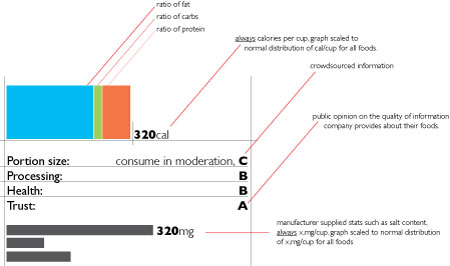 ratio of fat
ratio of carbs
ratio of protein
always calories per cup, graph scaled to
normal distribution of cal/cup for all foods.
crowdsourced information
public opinion on the quality of information
company provides about their foods.
320cal
Portion size: consume in moderation, C
Processing: B
Health: B
Trust: A
manufacturer supplied stats such as salt content,
always x.mg/cup, graph scaled to normal distribution
of x.mg/cup for all foods
320mg